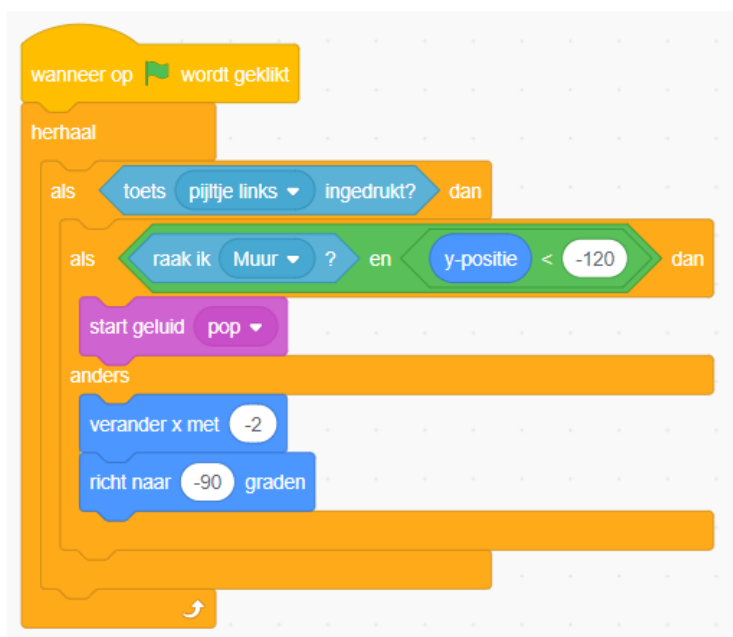 wanneer op wordt geklikt
herhaal
als toets pijltje links ingedrukt? dan
als raak ik Muur ? en y-positie < -120 dan
start geluid pop
anders
verander x met -2
richt naar -90 graden